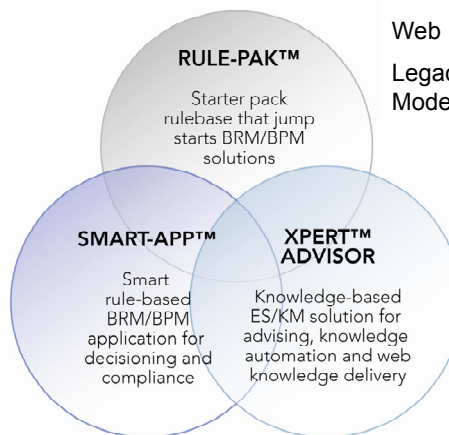 Web
Legac
Mode
RULE-PAK™
Starter pack
rulebase that jump
starts BRM/BPM
solutions
SMART-APP™
Smart
rule-based
BRM/BPM
application for
decisioning and
compliance
XPERT™
ADVISOR
Knowledge-based
ES/KM solution for
advising, knowledge
automation and web
knowledge delivery